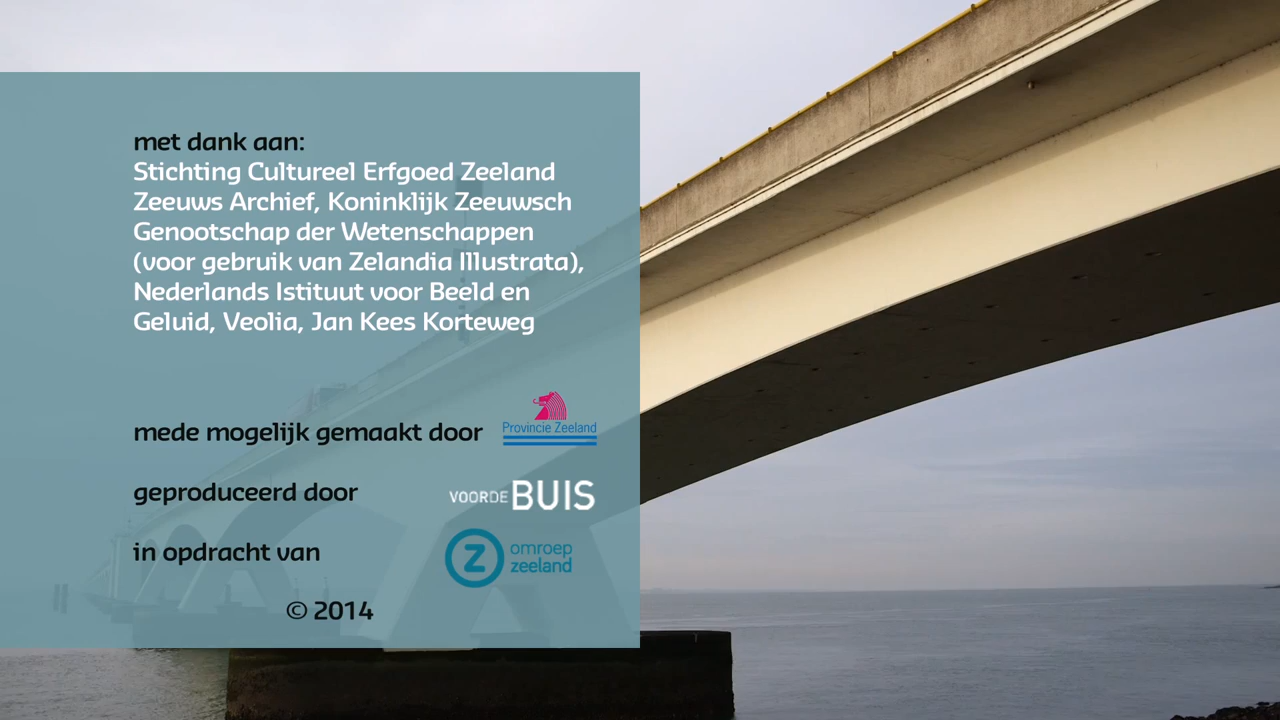 met dank aan:
Stichting Cultureel Erfgoed Zeeland
Zeeuws Archief, Koninklijk Zeeuwsch
Genootschap der Wetenschappen
(voor gebruik van Zelandia Illustrata),
Nederlands Istituut voor Beeld en
Geluid, Veolia, Jan Kees Korteweg
mede mogelijk gemaakt door
Provincie Zeeland
geproduceerd door
VOORDE BUIS
in opdracht van
Z omroep
zeeland
© 2014